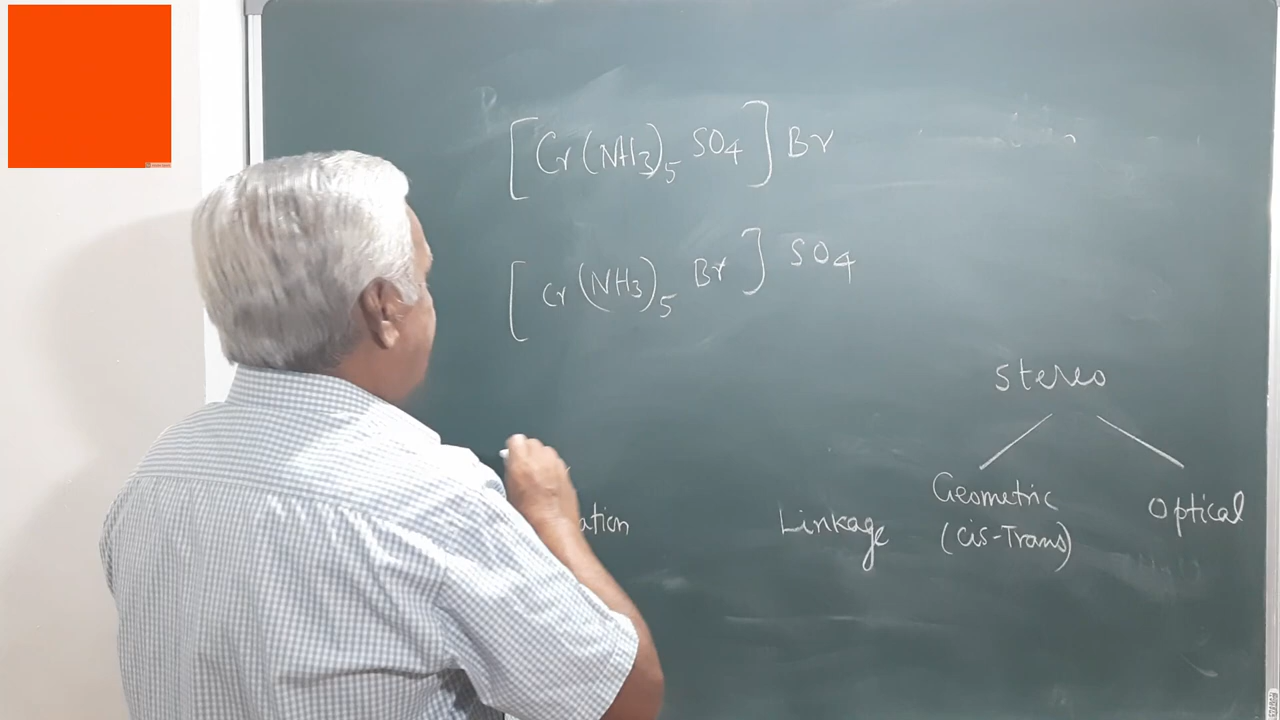 [Cr(NH3)5 SO4] Br
[Cr(NH3)5 Br] SO4
Stereo
Geometric
(cis-Trans)
Optical
Linkage
ation